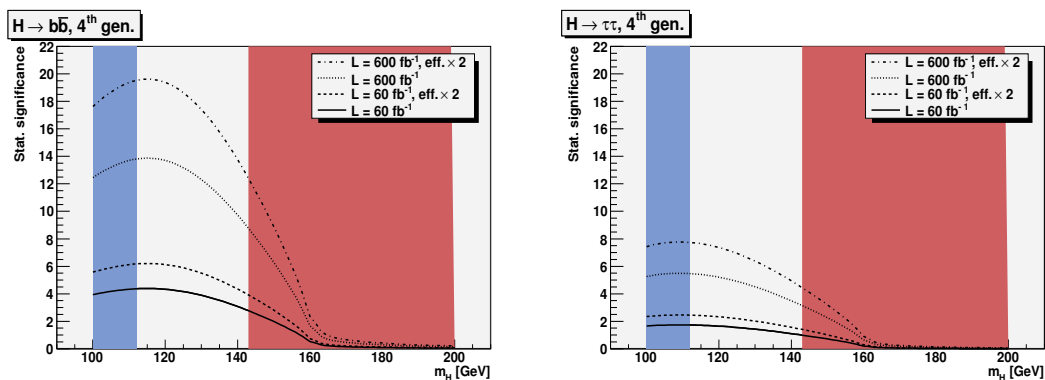 H → bb̄, 4th gen.
Stat. significance
22
20
18
16
14
12
10
8
6
4
2
0
L = 600 fb⁻¹, eff. × 2
L = 600 fb⁻¹
L = 60 fb⁻¹, eff. × 2
L = 60 fb⁻¹
100 120 140 160 180 200
m_H [GeV]
H → ττ, 4th gen.
Stat. significance
22
20
18
16
14
12
10
8
6
4
2
0
L = 600 fb⁻¹, eff. × 2
L = 600 fb⁻¹
L = 60 fb⁻¹, eff. × 2
L = 60 fb⁻¹
100 120 140 160 180 200
m_H [GeV]